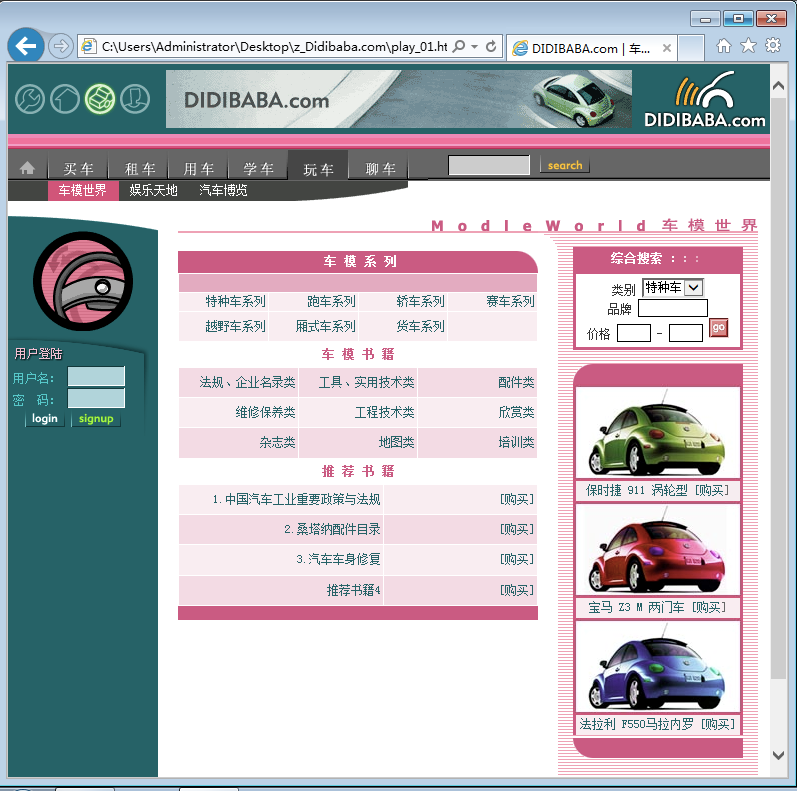 C:\Users\Administrator\Desktop\z_Didibaba.com\play_01.ht
DIDIBABA.com | 车...
DIDIBABA.com
DIDIBABA.com
买车 租车 用车 学车 玩车 聊车 search
车模世界 娱乐天地 汽车博览
ModleWorld车模世界
用户登陆
用户名:
密 码:
login signup
车模系列
特种车系列 跑车系列 轿车系列 赛车系列
越野车系列 厢式车系列 货车系列
车模书籍
法规、企业名录类 工具、实用技术类 配件类
维修保养类 工程技术类 欣赏类
杂志类 地图类 培训类
推荐书籍
1. 中国汽车工业重要政策与法规 [购买]
2. 桑塔纳配件目录 [购买]
3. 汽车车身修复 [购买]
推荐书籍4 [购买]
综合搜索 : : :
类别 特种车
品牌
价格 - go
保时捷 911 涡轮型 [购买]
宝马 Z3 M 两门车 [购买]
法拉利 F550马拉内罗 [购买]